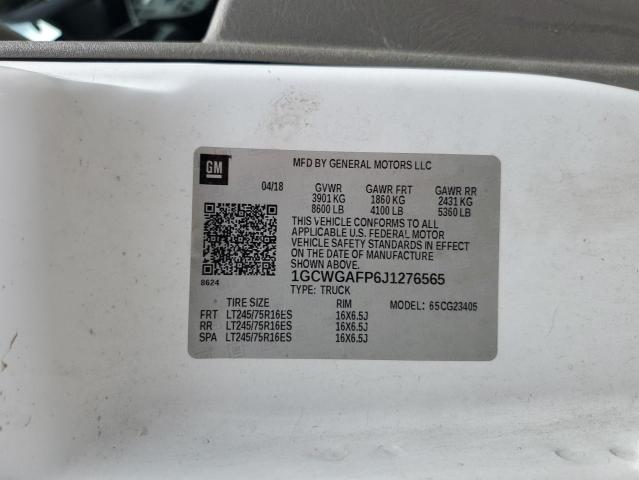 GM
MFD BY GENERAL MOTORS LLC
04/18 GVWR GAWR FRT GAWR RR
3901 KG 1860 KG 2431 KG
8600 LB 4100 LB 5360 LB
THIS VEHICLE CONFORMS TO ALL
APPLICABLE U.S. FEDERAL MOTOR
VEHICLE SAFETY STANDARDS IN EFFECT
ON THE DATE OF MANUFACTURE
SHOWN ABOVE.
8624 1GCWGAFP6J1276565
TYPE: TRUCK
TIRE SIZE RIM MODEL: 65CG23405
FRT LT245/75R16ES 16X6.5J
RR LT245/75R16ES 16X6.5J
SPA LT245/75R16ES 16X6.5J